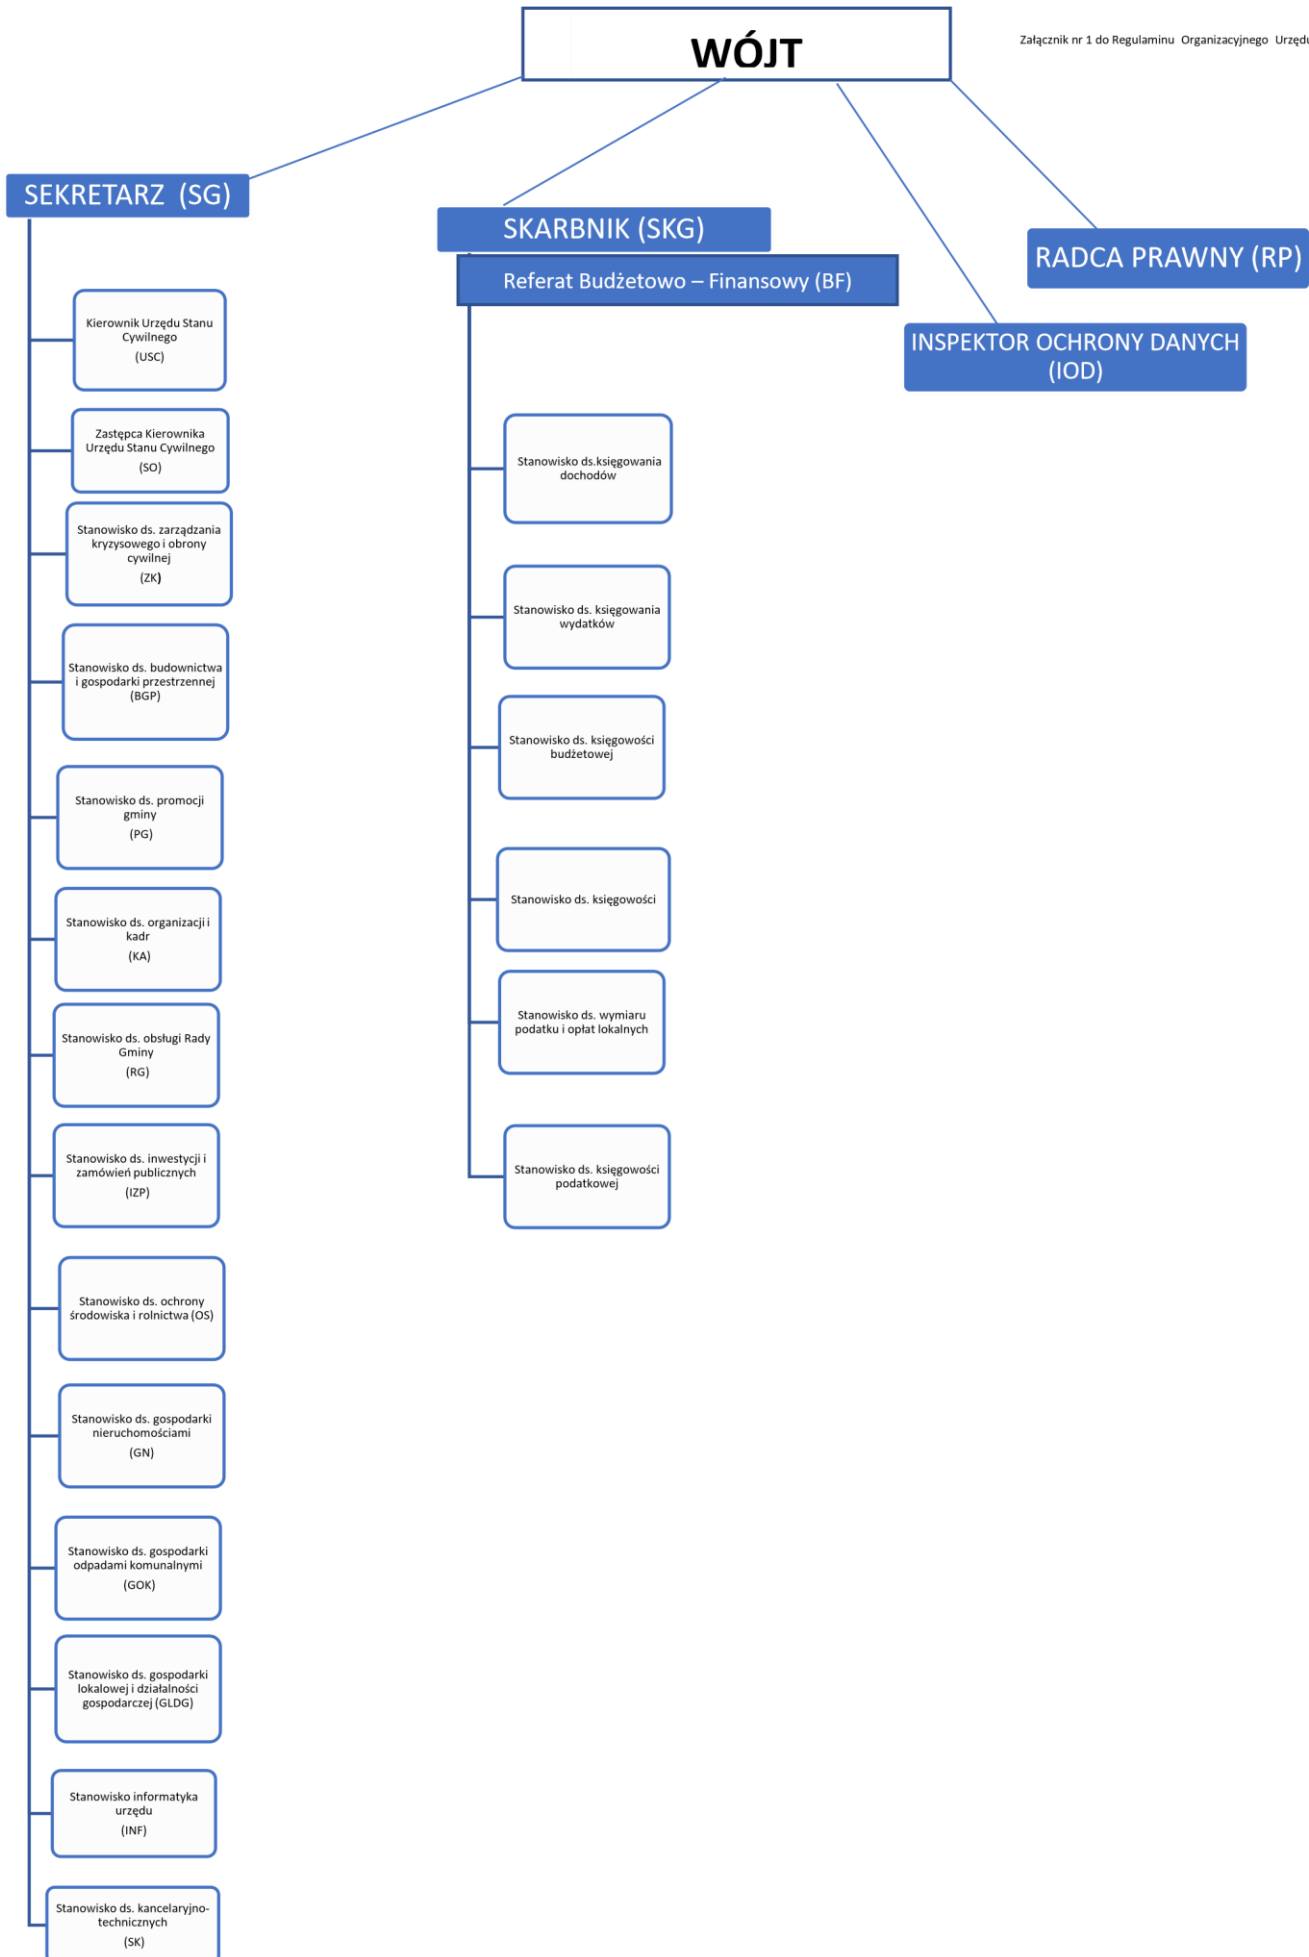 WÓJT
Załącznik nr 1 do Regulaminu Organizacyjnego Urzędu
SEKRETARZ (SG)
SKARBNIK (SKG)
Referat Budżetowo – Finansowy (BF)
RADCA PRAWNY (RP)
INSPEKTOR OCHRONY DANYCH
(IOD)
Kierownik Urzędu Stanu
Cywilnego
(USC)
Zastępca Kierownika
Urzędu Stanu Cywilnego
(SO)
Stanowisko ds. zarządzania
kryzysowego i obrony
cywilnej
(ZK)
Stanowisko ds. budownictwa
i gospodarki przestrzennej
(BGP)
Stanowisko ds. promocji
gminy
(PG)
Stanowisko ds. organizacji i
kadr
(KA)
Stanowisko ds. obsługi Rady
Gminy
(RG)
Stanowisko ds. inwestycji i
zamówień publicznych
(IZP)
Stanowisko ds. ochrony
środowiska i rolnictwa (OS)
Stanowisko ds. gospodarki
nieruchomościami
(GN)
Stanowisko ds. gospodarki
odpadami komunalnymi
(GOK)
Stanowisko ds. gospodarki
lokalowej i działalności
gospodarczej (GLDG)
Stanowisko informatyka
urzędu
(INF)
Stanowisko ds. kancelaryjno-
technicznych
(SK)
Stanowisko ds.księgowania
dochodów
Stanowisko ds. księgowania
wydatków
Stanowisko ds. księgowości
budżetowej
Stanowisko ds. księgowości
Stanowisko ds. wymiaru
podatku i opłat lokalnych
Stanowisko ds. księgowości
podatkowej